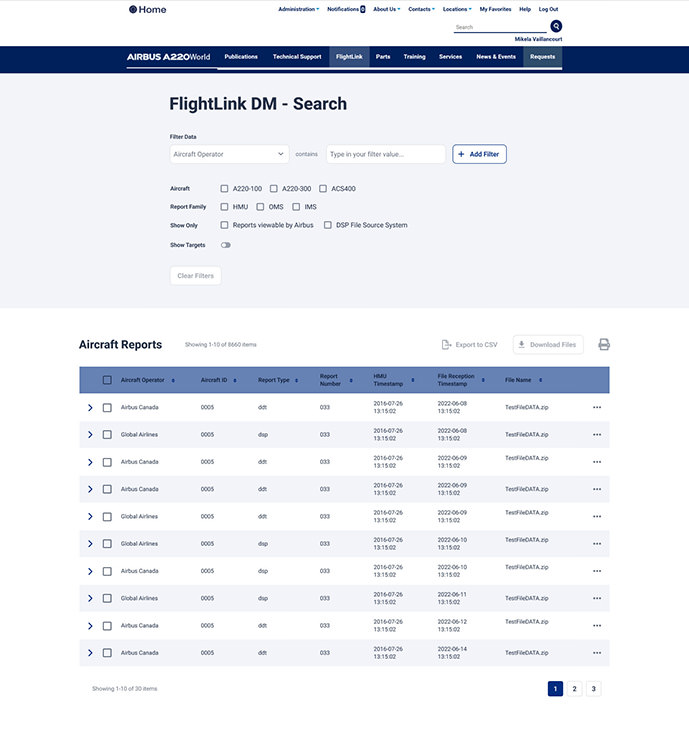 Home
Administration Notifications 0 About Us Contacts Locations My Favorites Help Log Out
Search
Mikela Vaillancourt
AIRBUS A220World Publications Technical Support FlightLink Parts Training Services News & Events Requests
FlightLink DM - Search
Filter Data
Aircraft Operator contains Type in your filter value... + Add Filter
Aircraft A220-100 A220-300 ACS400
Report Family HMU OMS IMS
Show Only Reports viewable by Airbus DSP File Source System
Show Targets
Clear Filters
Aircraft Reports Showing 1-10 of 8660 items Export to CSV Download Files
Aircraft Operator Aircraft ID Report Type Report Number HMU Timestamp File Reception Timestamp File Name
Airbus Canada 0005 ddt 033 2016-07-26 13:15:02 2022-06-08 13:15:02 TestFileDATA.zip
Global Airlines 0005 dsp 033 2016-07-26 13:15:02 2022-06-08 13:15:02 TestFileDATA.zip
Airbus Canada 0005 ddt 033 2016-07-26 13:15:02 2022-06-09 13:15:02 TestFileDATA.zip
Airbus Canada 0005 ddt 033 2016-07-26 13:15:02 2022-06-09 13:15:02 TestFileDATA.zip
Global Airlines 0005 ddt 033 2016-07-26 13:15:02 2022-06-09 13:15:02 TestFileDATA.zip
Global Airlines 0005 dsp 033 2016-07-26 13:15:02 2022-06-10 13:15:02 TestFileDATA.zip
Airbus Canada 0005 dsp 033 2016-07-26 13:15:02 2022-06-10 13:15:02 TestFileDATA.zip
Global Airlines 0005 dsp 033 2016-07-26 13:15:02 2022-06-11 13:15:02 TestFileDATA.zip
Airbus Canada 0005 ddt 033 2016-07-26 13:15:02 2022-06-12 13:15:02 TestFileDATA.zip
Airbus Canada 0005 ddt 033 2016-07-26 13:15:02 2022-06-14 13:15:02 TestFileDATA.zip
Showing 1-10 of 30 items 1 2 3